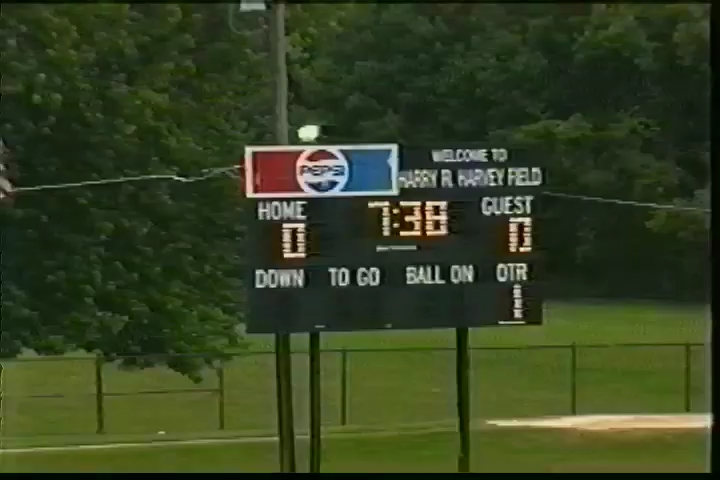 PEPSI
WELCOME TO
HARRY R. HARVEY FIELD
HOME 7:38 GUEST
0 0
DOWN TO GO BALL ON QTR
1